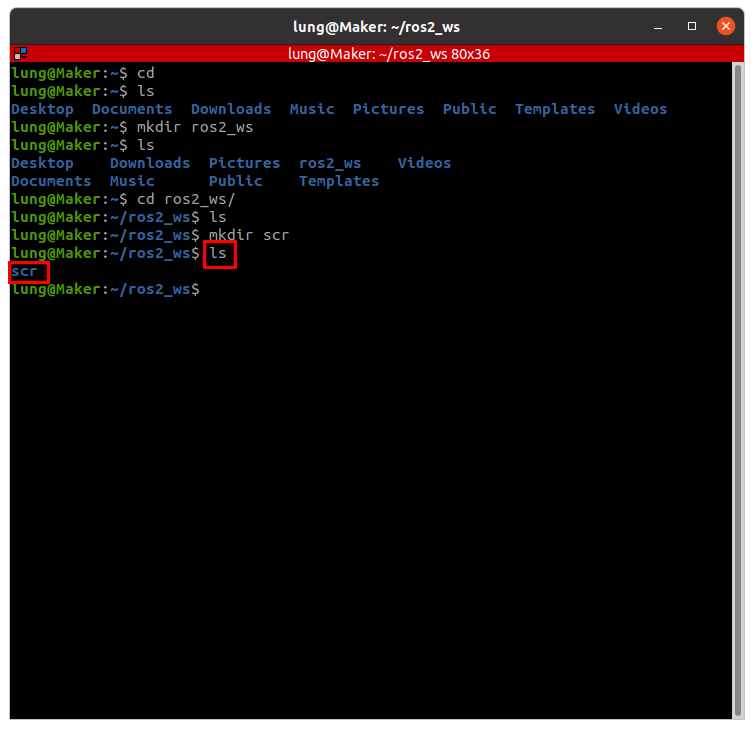 lung@Maker: ~/ros2_ws
lung@Maker: ~/ros2_ws 80x36
lung@Maker:~$ cd
lung@Maker:~$ ls
Desktop  Documents  Downloads  Music  Pictures  Public  Templates  Videos
lung@Maker:~$ mkdir ros2_ws
lung@Maker:~$ ls
Desktop    Downloads  Pictures  ros2_ws    Videos
Documents  Music      Public    Templates
lung@Maker:~$ cd ros2_ws/
lung@Maker:~/ros2_ws$ ls
lung@Maker:~/ros2_ws$ mkdir scr
lung@Maker:~/ros2_ws$ ls
scr
lung@Maker:~/ros2_ws$